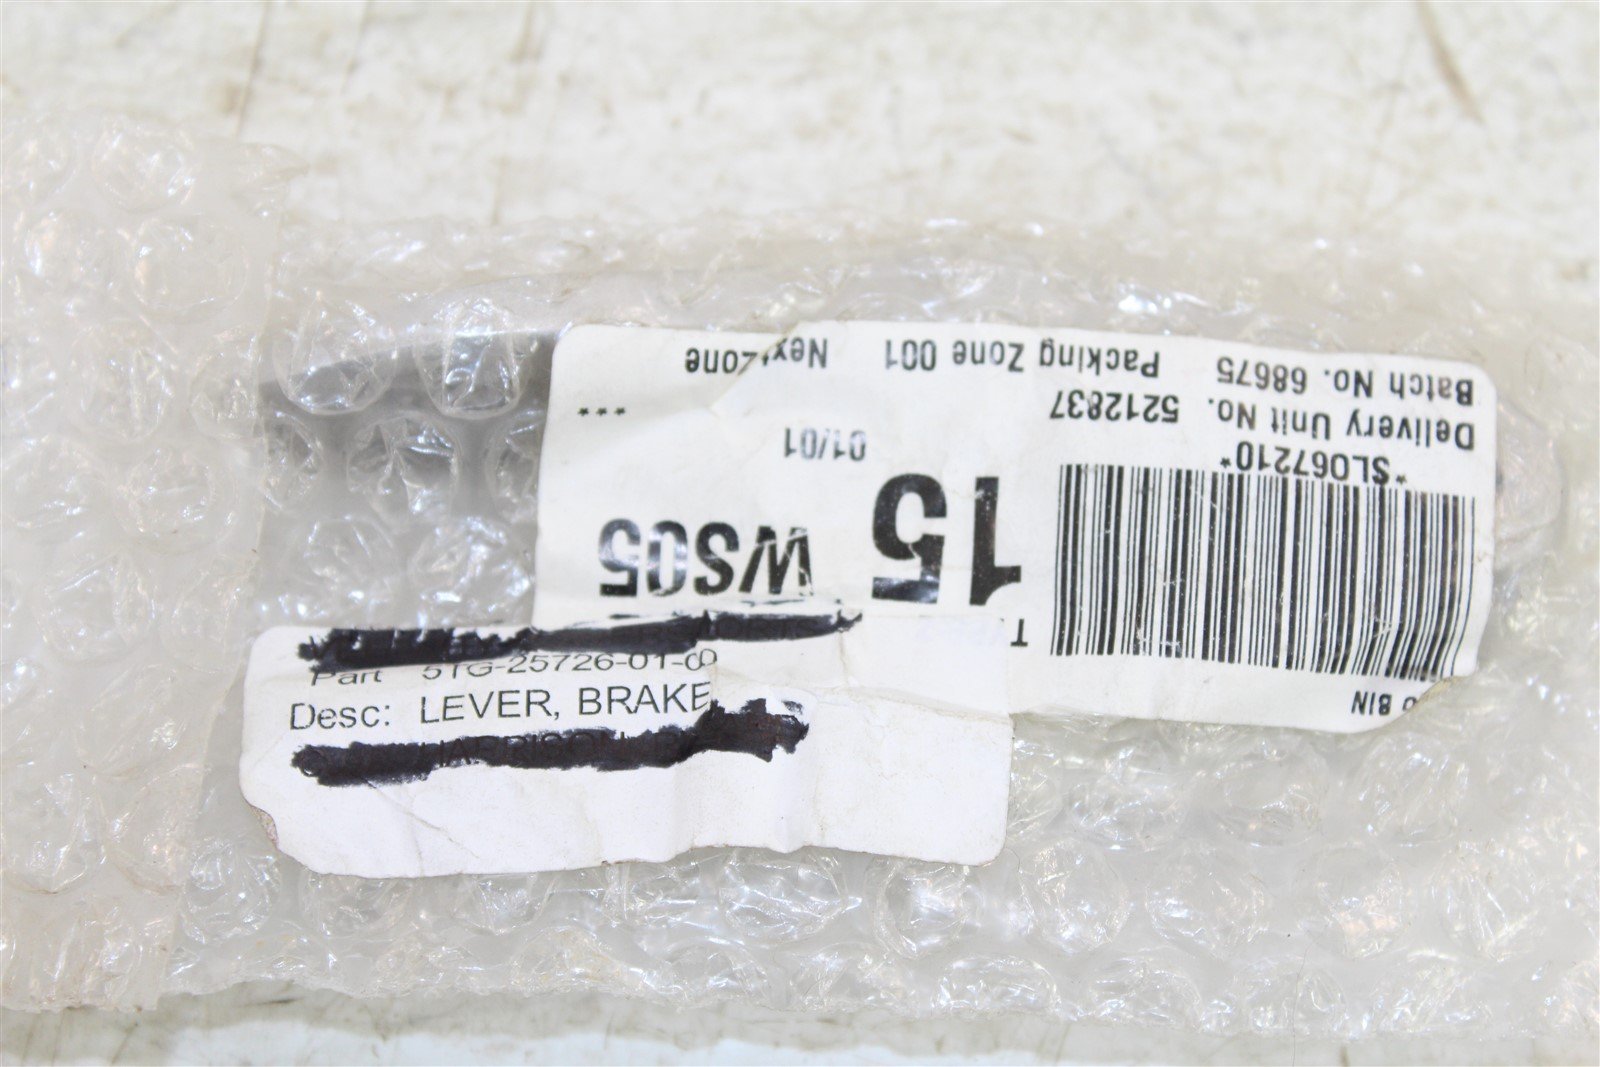 Part 5TG-25726-01-00
Desc: LEVER, BRAKE
Batch No. 68675 Packing Zone 001 NextZone
Delivery Unit No. 5212837 ***
*SL067210*
01/01
15 WS05
BIN